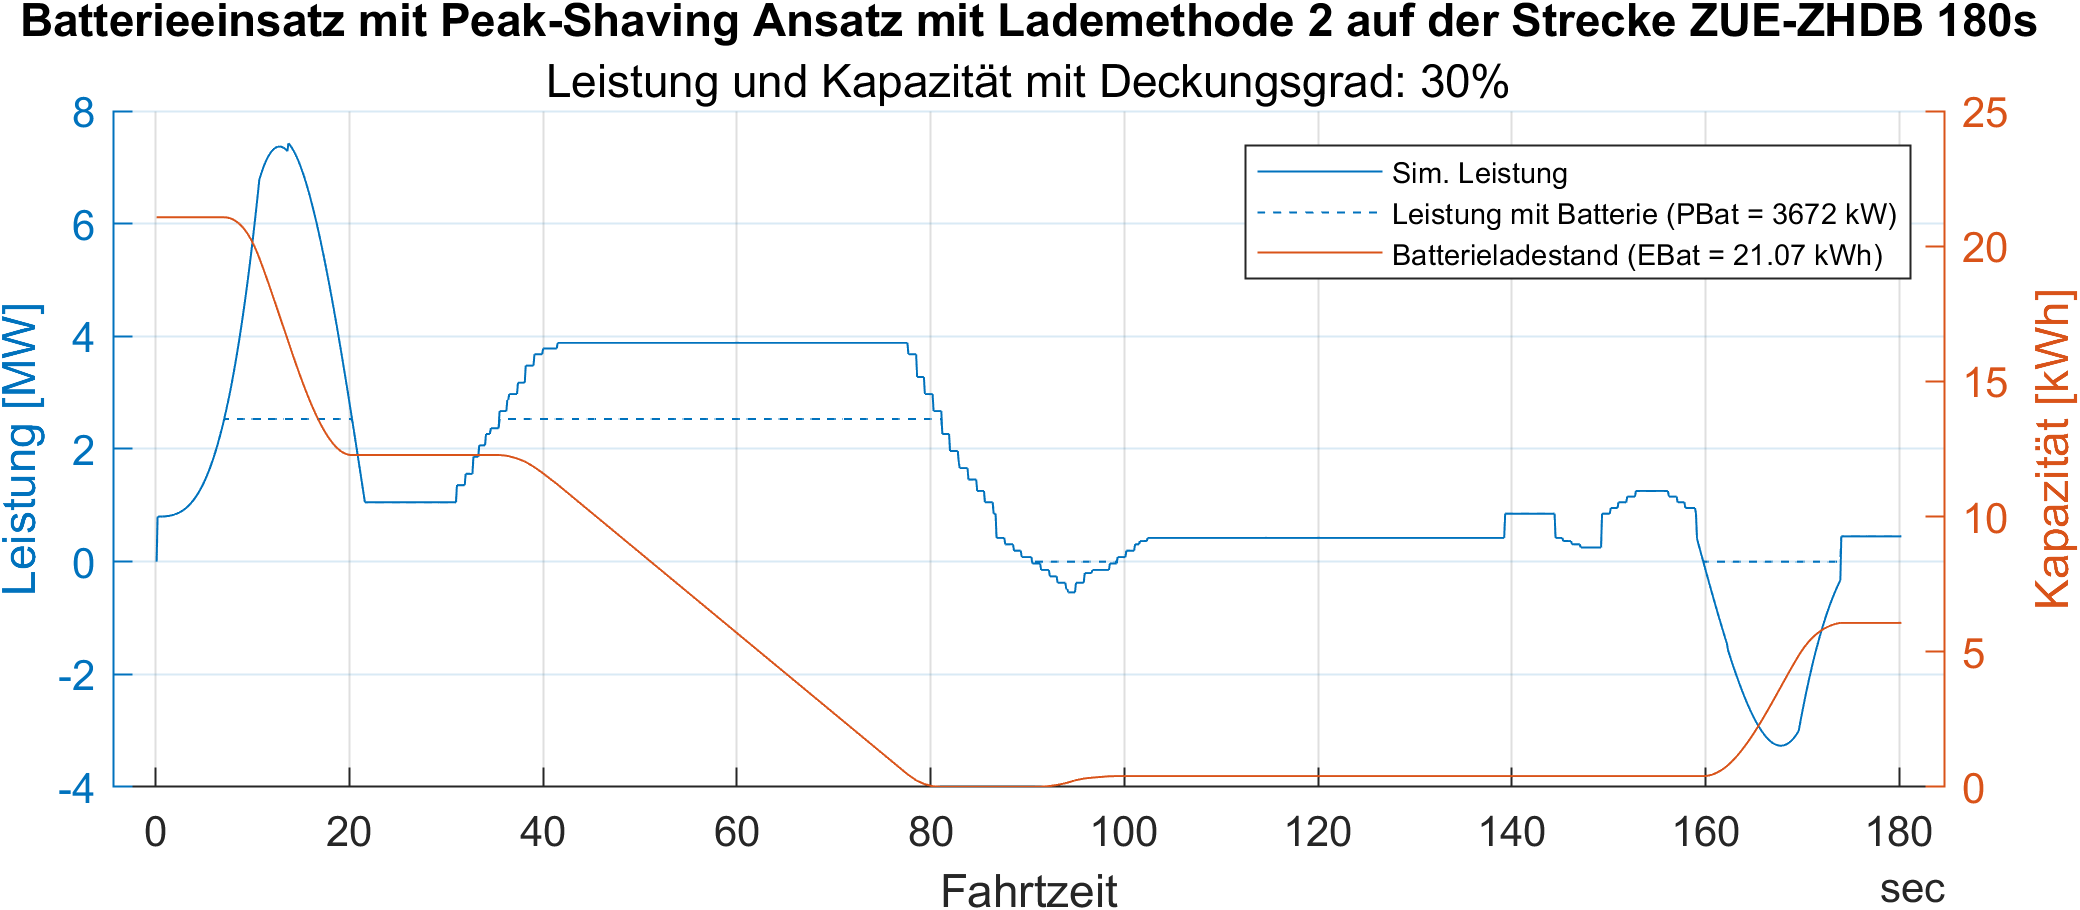 Batterieeinsatz mit Peak-Shaving Ansatz mit Lademethode 2 auf der Strecke ZUE-ZHDB 180s
Leistung und Kapazität mit Deckungsgrad: 30%
8
6
4
2
0
-2
-4
Leistung [MW]
25
20
15
10
5
0
Kapazität [kWh]
Sim. Leistung
Leistung mit Batterie (PBat = 3672 kW)
Batterieladestand (EBat = 21.07 kWh)
0 20 40 60 80 100 120 140 160 180
Fahrtzeit
sec